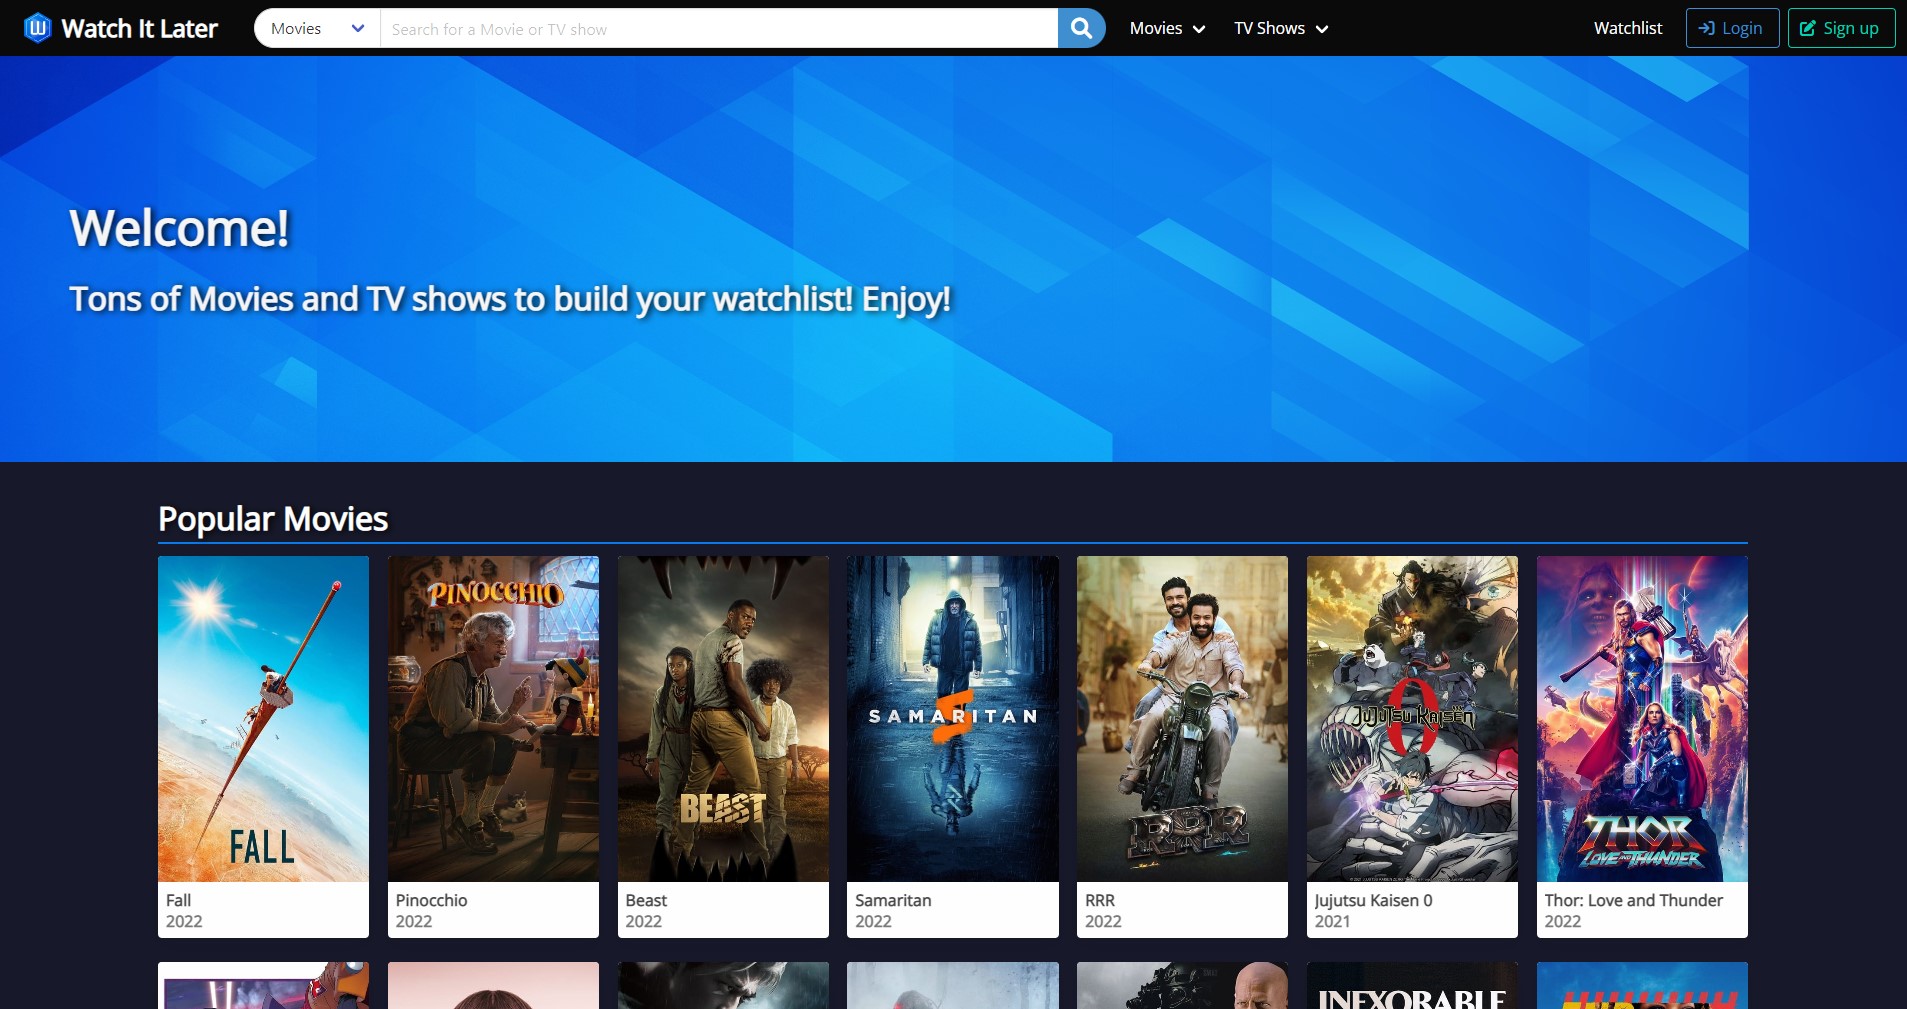 W Watch It Later
Movies
Search for a Movie or TV show
Movies
TV Shows
Watchlist
Login
Sign up
Welcome!
Tons of Movies and TV shows to build your watchlist! Enjoy!
Popular Movies
FALL
PINOCCHIO
BEAST
SAMARITAN
RRR
0
JUJUTSU KAISEN
THOR
LOVE AND THUNDER
Fall
2022
Pinocchio
2022
Beast
2022
Samaritan
2022
RRR
2022
Jujutsu Kaisen 0
2021
Thor: Love and Thunder
2022
INEXORABLE